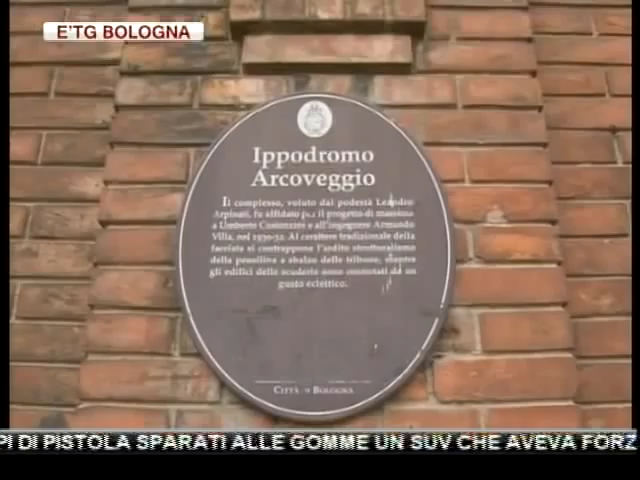 E'TG BOLOGNA
Ippodromo
Arcoveggio
Il complesso, voluto dal podestà Leandro
Arpinati, fu affidato per il progetto di massima
a Umberto Costanzini e all'ingegnere Armando
Villa, nel 1930-32. Al carattere tradizionale della
facciata si contrappone l'ardito strutturalismo
della pensilina a sbalzo delle tribune, mentre
gli edifici delle scuderie sono connotati da un
gusto eclettico.
CITTÀ DI BOLOGNA
PI DI PISTOLA SPARATI ALLE GOMME UN SUV CHE AVEVA FORZ